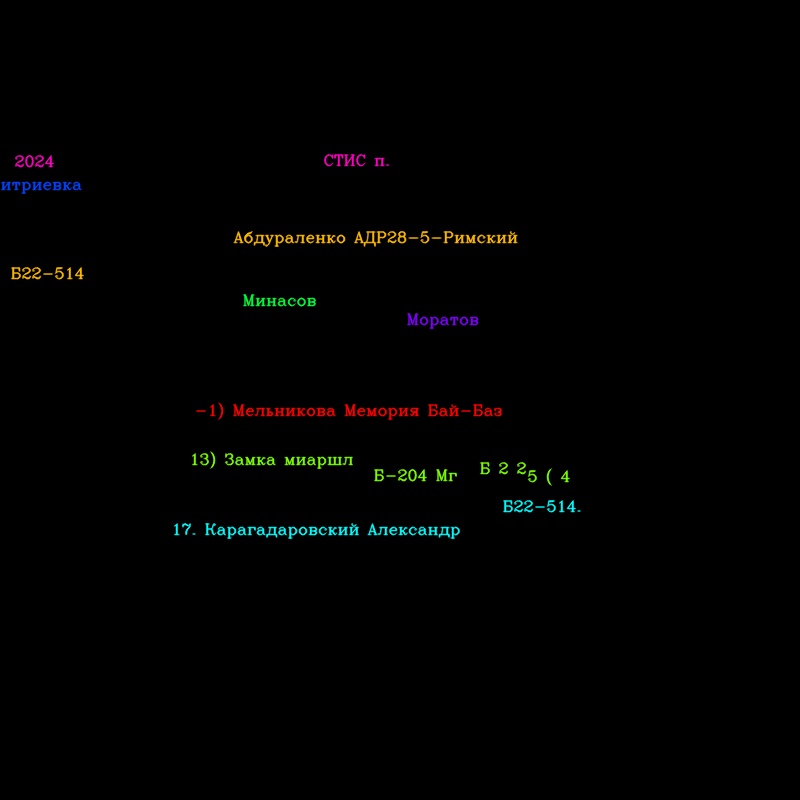 2024 СТИС п.
итриевка
Абдураленко АДР28-5-Римский
Б22-514
Минасов
Моратов
-1) Мельникова Мемория Бай-Баз
13) Замка миаршл Б-204 Мг Б 2 2 5 ( 4
Б22-514.
17. Карагадаровский Александр